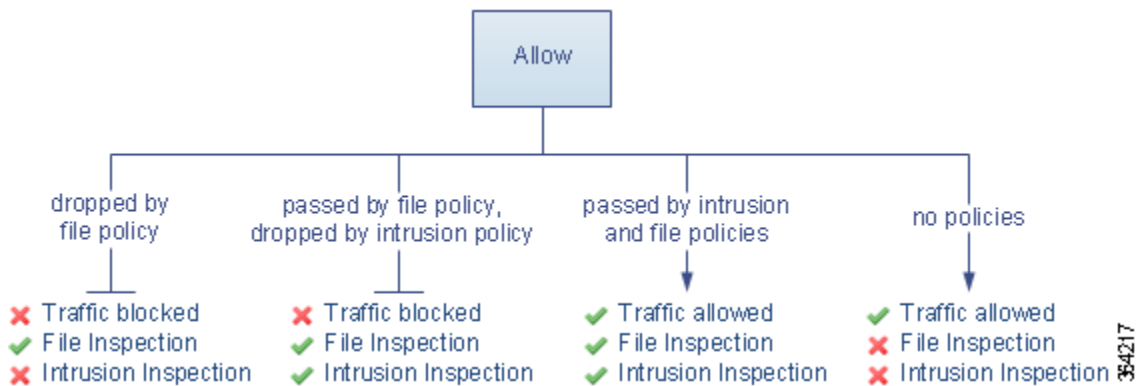 Allow
dropped by
file policy
passed by file policy,
dropped by intrusion policy
passed by intrusion
and file policies
no policies
Traffic blocked
File Inspection
Intrusion Inspection
Traffic blocked
File Inspection
Intrusion Inspection
Traffic allowed
File Inspection
Intrusion Inspection
Traffic allowed
File Inspection
Intrusion Inspection
364217